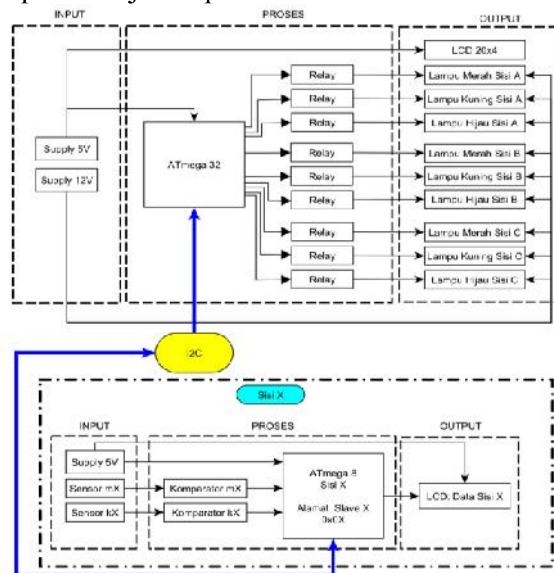 INPUT
PROSES
OUTPUT
LCD 20x4
Relay
Lampu Merah Sisi A
Relay
Lampu Kuning Sisi A
Relay
Lampu Hijau Sisi A
Supply 5V
ATmega 32
Relay
Lampu Merah Sisi B
Supply 12V
Relay
Lampu Kuning Sisi B
Relay
Lampu Hijau Sisi B
Relay
Lampu Merah Sisi C
Relay
Lampu Kuning Sisi C
Relay
Lampu Hijau Sisi C
I2C
Sisi X
INPUT
PROSES
OUTPUT
Supply 5V
ATmega 8
Sisi X
Sensor mX
Komparator mX
LCD: Data Sisi X
Sensor kX
Komparator kX
Alamat Slave X
0x0X